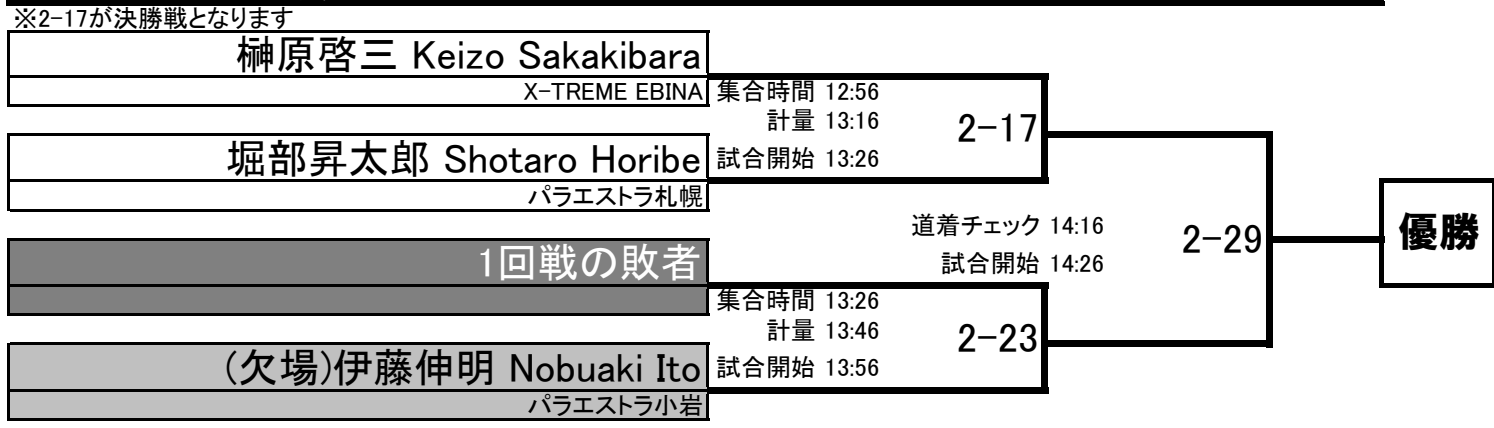 ※2-17が決勝戦となります
榊原啓三 Keizo Sakakibara
X-TREME EBINA
集合時間 12:56
計量 13:16
2-17
堀部昇太郎 Shotaro Horibe
試合開始 13:26
パラエストラ札幌
道着チェック 14:16
2-29
優勝
1回戦の敗者
試合開始 14:26
集合時間 13:26
計量 13:46
2-23
(欠場)伊藤伸明 Nobuaki Ito
試合開始 13:56
パラエストラ小岩